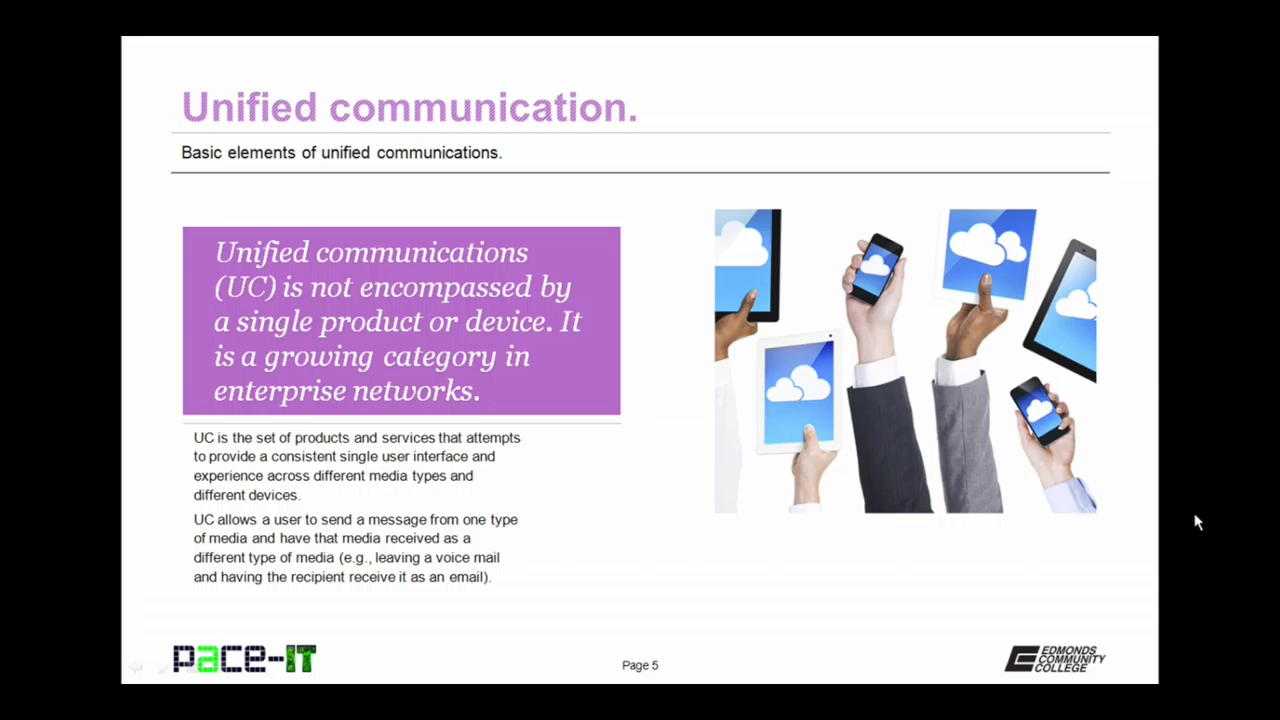 Unified communication.
Basic elements of unified communications.
Unified communications
(UC) is not encompassed by
a single product or device. It
is a growing category in
enterprise networks.
UC is the set of products and services that attempts
to provide a consistent single user interface and
experience across different media types and
different devices.
UC allows a user to send a message from one type
of media and have that media received as a
different type of media (e.g., leaving a voice mail
and having the recipient receive it as an email).
pace-IT
Page 5
EDMONDS
COMMUNITY
COLLEGE